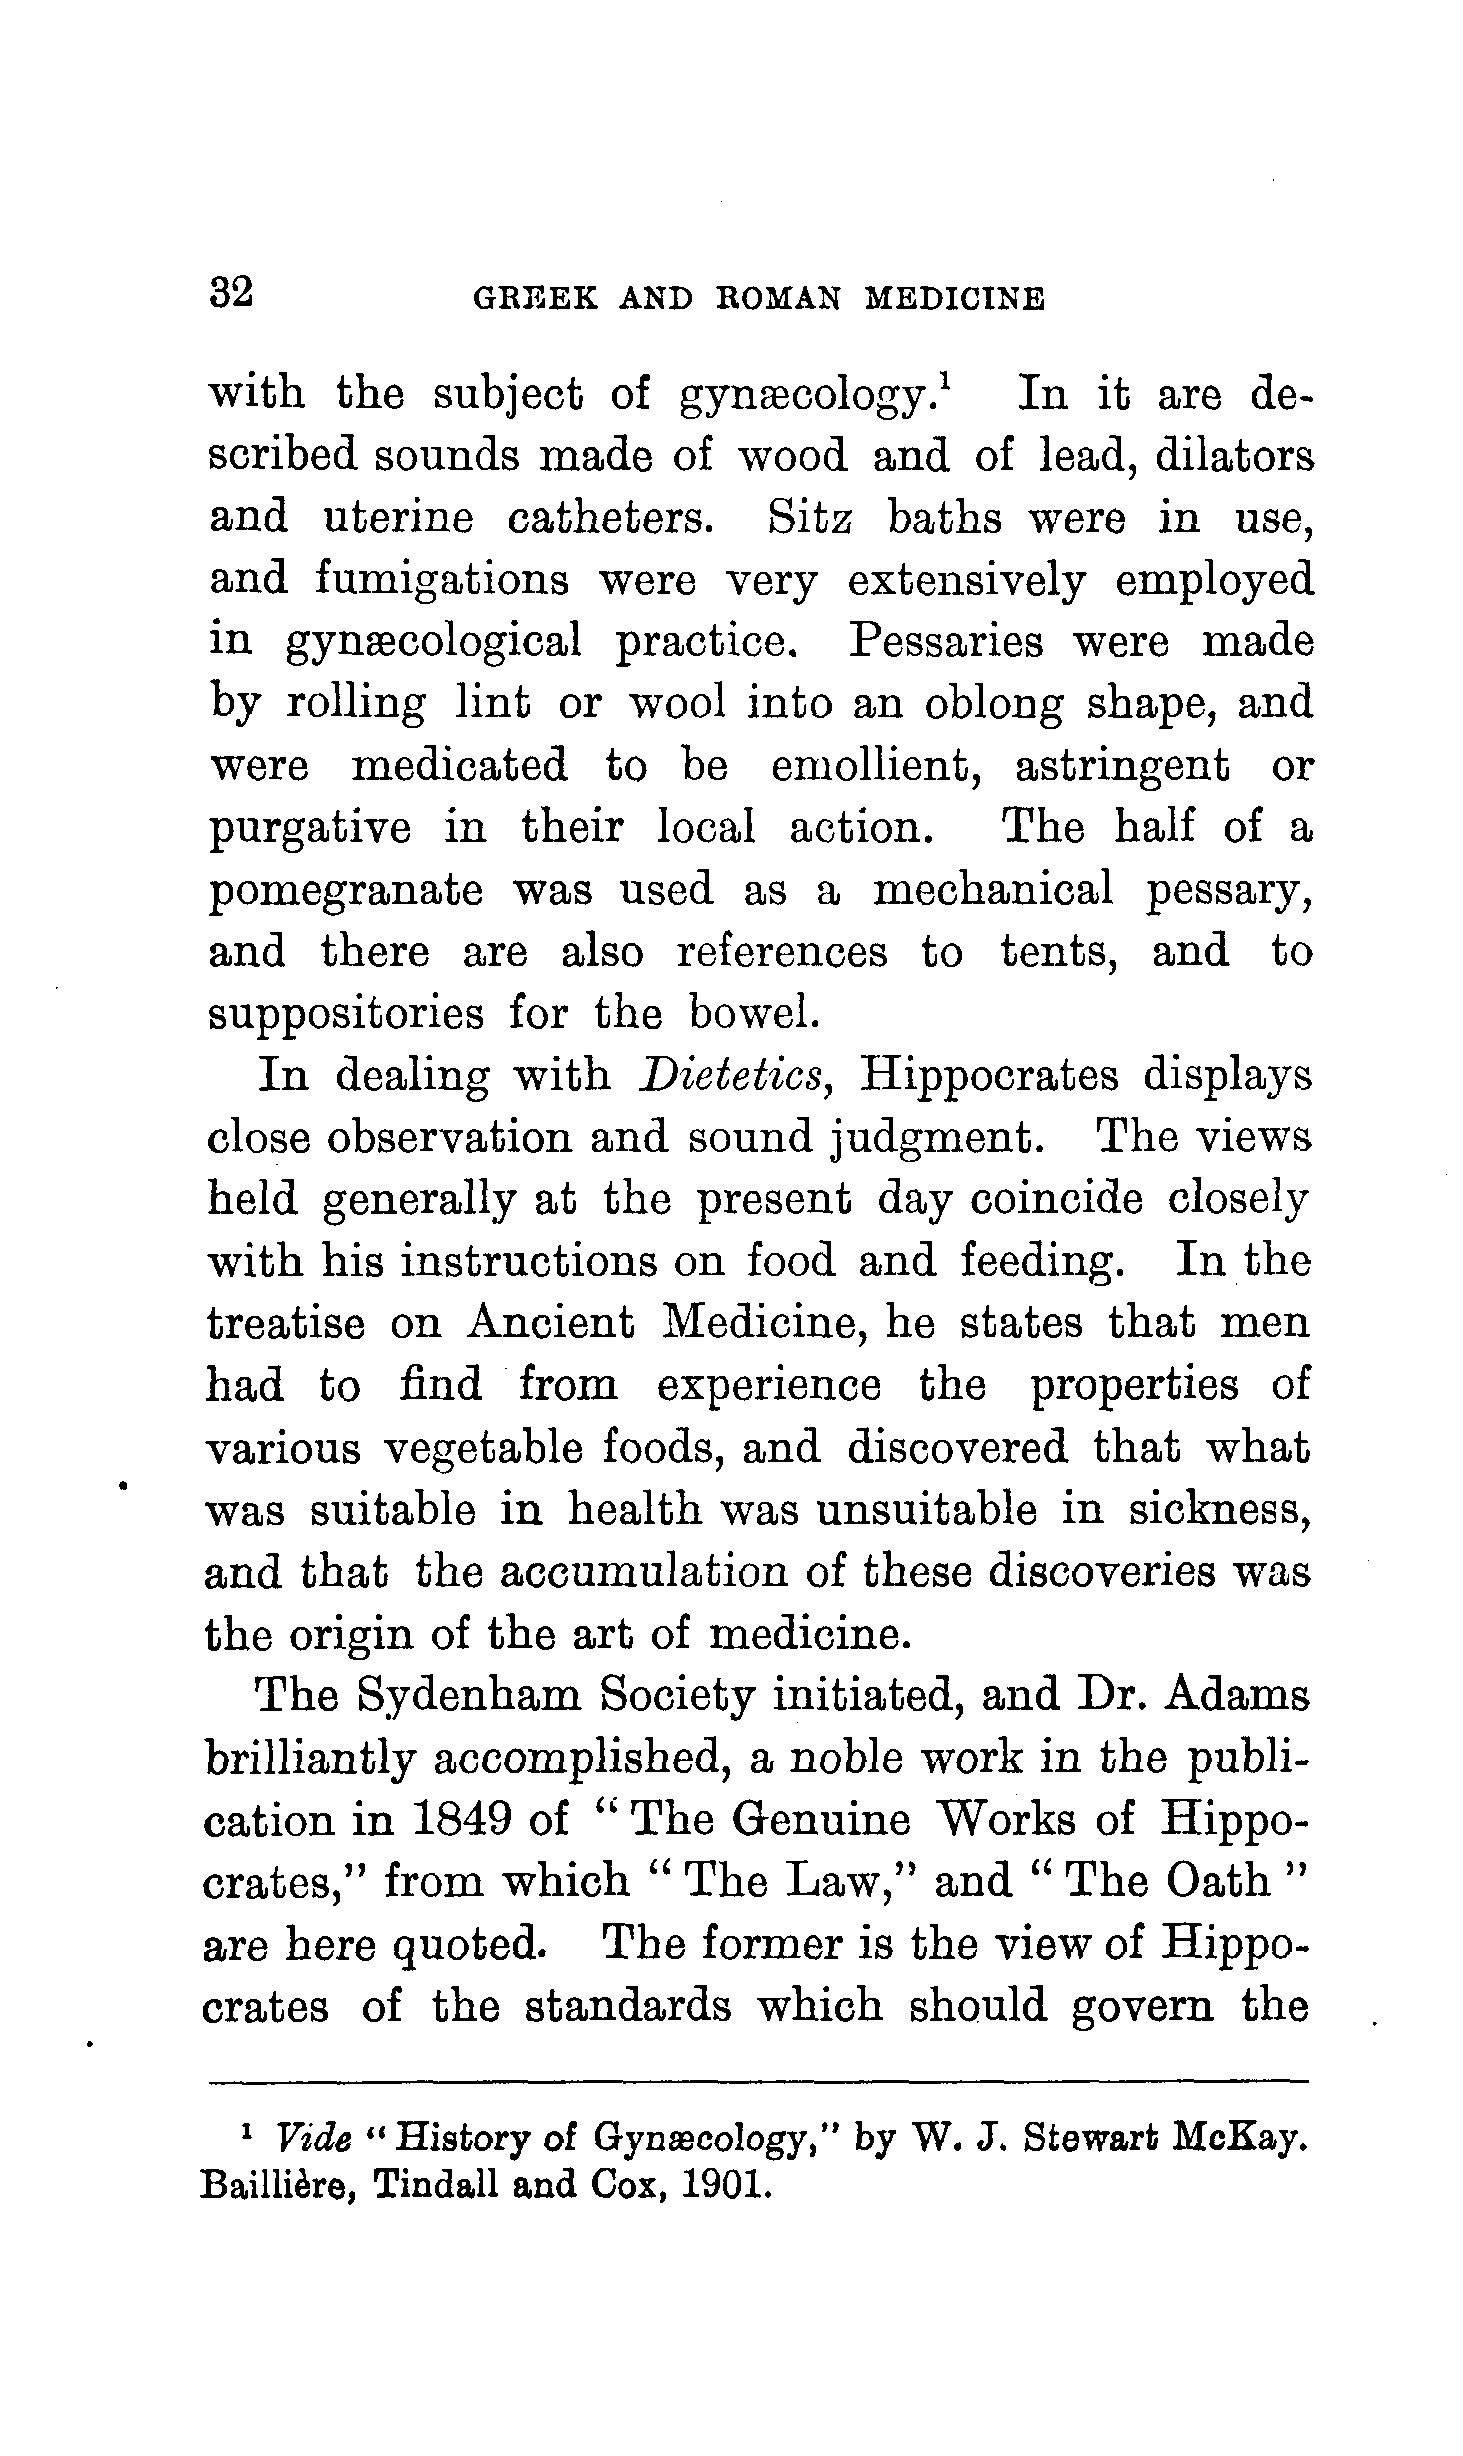 32 GREEK AND ROMAN MEDICINE
with the subject of gynæcology.¹ In it are de-
scribed sounds made of wood and of lead, dilators
and uterine catheters. Sitz baths were in use,
and fumigations were very extensively employed
in gynæcological practice. Pessaries were made
by rolling lint or wool into an oblong shape, and
were medicated to be emollient, astringent or
purgative in their local action. The half of a
pomegranate was used as a mechanical pessary,
and there are also references to tents, and to
suppositories for the bowel.
In dealing with Dietetics, Hippocrates displays
close observation and sound judgment. The views
held generally at the present day coincide closely
with his instructions on food and feeding. In the
treatise on Ancient Medicine, he states that men
had to find from experience the properties of
various vegetable foods, and discovered that what
was suitable in health was unsuitable in sickness,
and that the accumulation of these discoveries was
the origin of the art of medicine.
The Sydenham Society initiated, and Dr. Adams
brilliantly accomplished, a noble work in the publi-
cation in 1849 of “The Genuine Works of Hippo-
crates,” from which “The Law,” and “The Oath”
are here quoted. The former is the view of Hippo-
crates of the standards which should govern the
¹ Vide “History of Gynæcology,” by W. J. Stewart McKay.
Baillière, Tindall and Cox, 1901.